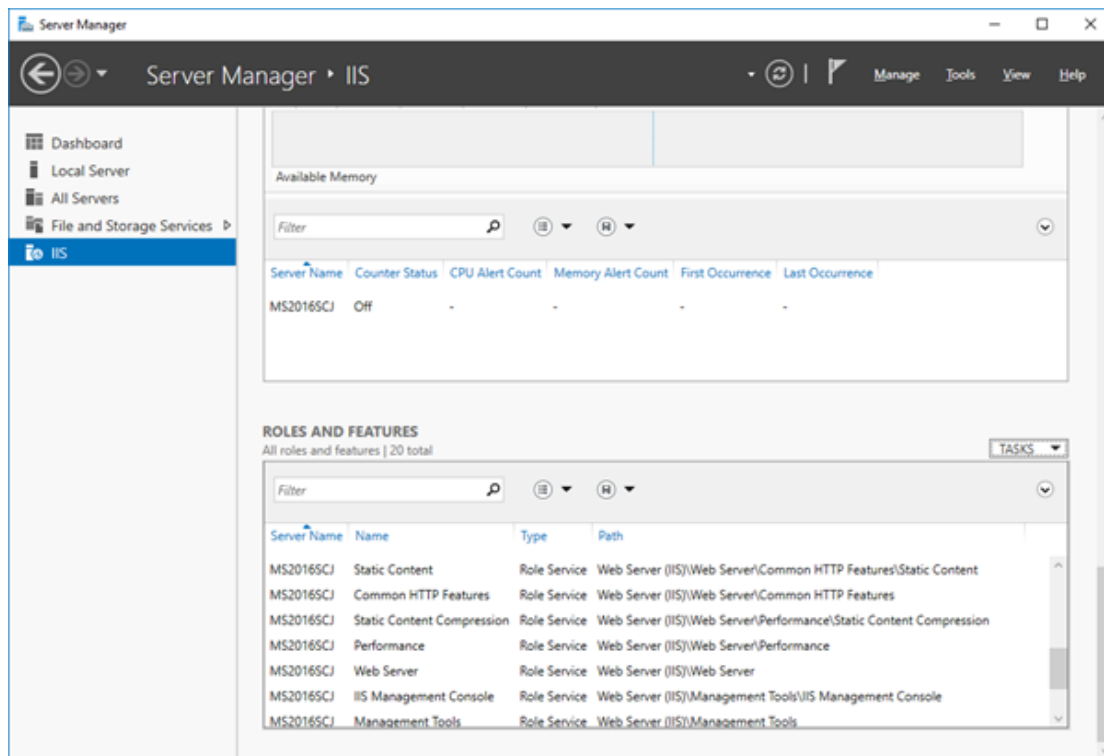 Server Manager
Server Manager ‣ IIS
Manage Tools View Help
Dashboard
Local Server
All Servers
File and Storage Services
IIS
Available Memory
Filter
Server Name Counter Status CPU Alert Count Memory Alert Count First Occurrence Last Occurrence
MS2016SCJ Off - - - -
ROLES AND FEATURES
All roles and features | 20 total
TASKS
Filter
Server Name Name Type Path
MS2016SCJ Static Content Role Service Web Server (IIS)\Web Server\Common HTTP Features\Static Content
MS2016SCJ Common HTTP Features Role Service Web Server (IIS)\Web Server\Common HTTP Features
MS2016SCJ Static Content Compression Role Service Web Server (IIS)\Web Server\Performance\Static Content Compression
MS2016SCJ Performance Role Service Web Server (IIS)\Web Server\Performance
MS2016SCJ Web Server Role Service Web Server (IIS)\Web Server
MS2016SCJ IIS Management Console Role Service Web Server (IIS)\Management Tools\IIS Management Console
MS2016SCJ Management Tools Role Service Web Server (IIS)\Management Tools